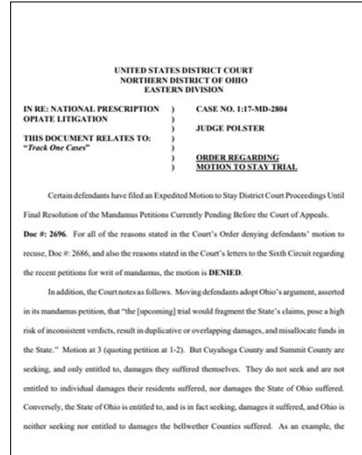 UNITED STATES DISTRICT COURT
NORTHERN DISTRICT OF OHIO
EASTERN DIVISION
IN RE: NATIONAL PRESCRIPTION ) CASE NO. 1:17-MD-2804
OPIATE LITIGATION )
) JUDGE POLSTER
THIS DOCUMENT RELATES TO: )
"Track One Cases" )
) ORDER REGARDING
) MOTION TO STAY TRIAL
Certain defendants have filed an Expedited Motion to Stay District Court Proceedings Until
Final Resolution of the Mandamus Petitions Currently Pending Before the Court of Appeals.
Doc #: 2696. For all of the reasons stated in the Court's Order denying defendants' motion to
recuse, Doc #: 2686, and also the reasons stated in the Court's letters to the Sixth Circuit regarding
the recent petitions for writ of mandamus, the motion is DENIED.
In addition, the Court notes as follows. Moving defendants adopt Ohio's argument, asserted
in its mandamus petition, that "the [upcoming] trial would fragment the State's claims, pose a high
risk of inconsistent verdicts, result in duplicative or overlapping damages, and misallocate funds in
the State." Motion at 3 (quoting petition at 1-2). But Cuyahoga County and Summit County are
seeking, and only entitled to, damages they suffered themselves. They do not seek and are not
entitled to individual damages their residents suffered, nor damages the State of Ohio suffered.
Conversely, the State of Ohio is entitled to, and is in fact seeking, damages it suffered, and Ohio is
neither seeking nor entitled to damages the bellwether Counties suffered. As an example, the